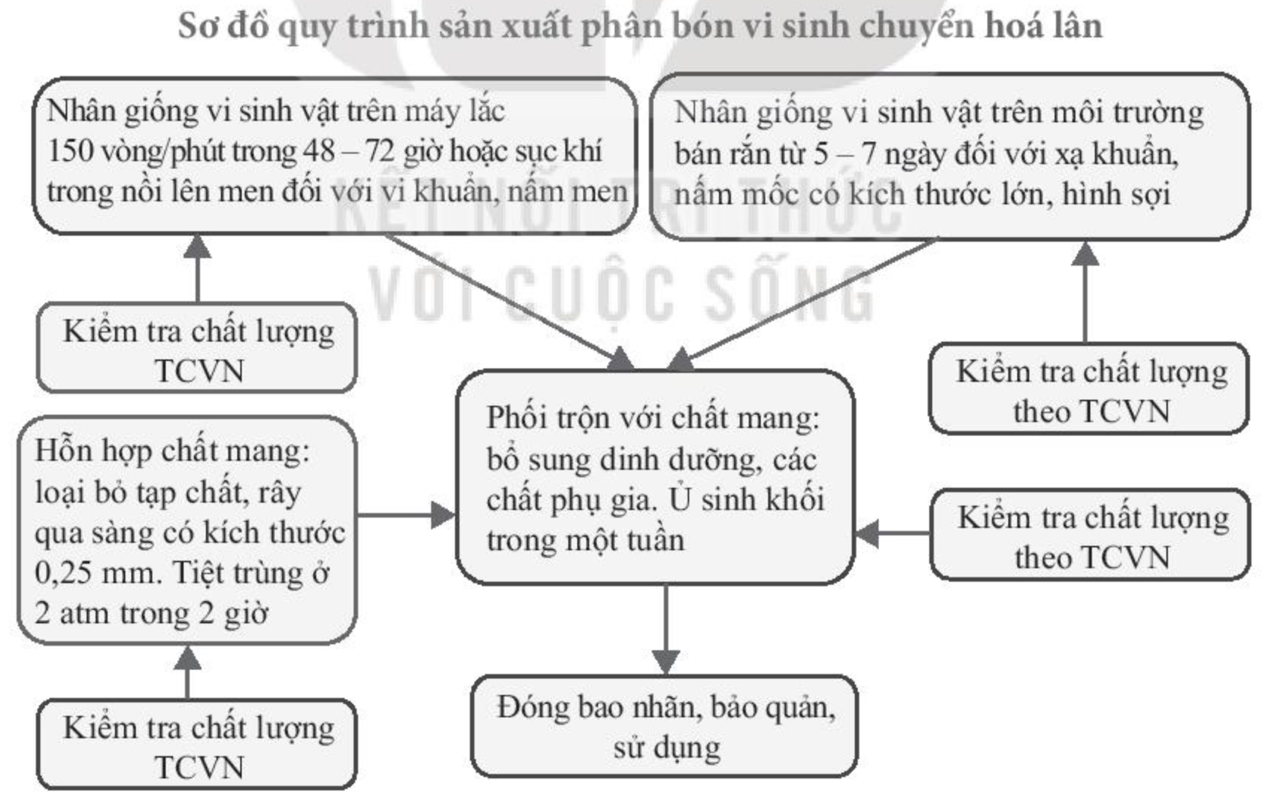 Sơ đồ quy trình sản xuất phân bón vi sinh chuyển hoá lân
Nhân giống vi sinh vật trên máy lắc
150 vòng/phút trong 48 – 72 giờ hoặc sục khí
trong nồi lên men đối với vi khuẩn, nấm men
Nhân giống vi sinh vật trên môi trường
bán rắn từ 5 – 7 ngày đối với xạ khuẩn,
nấm mốc có kích thước lớn, hình sợi
KẾT NỐI TRI THỨC
VỚI CUỘC SỐNG
Kiểm tra chất lượng
TCVN
Kiểm tra chất lượng
theo TCVN
Hỗn hợp chất mang:
loại bỏ tạp chất, rây
qua sàng có kích thước
0,25 mm. Tiệt trùng ở
2 atm trong 2 giờ
Phối trộn với chất mang:
bổ sung dinh dưỡng, các
chất phụ gia. Ủ sinh khối
trong một tuần
Kiểm tra chất lượng
theo TCVN
Kiểm tra chất lượng
TCVN
Đóng bao nhãn, bảo quản,
sử dụng